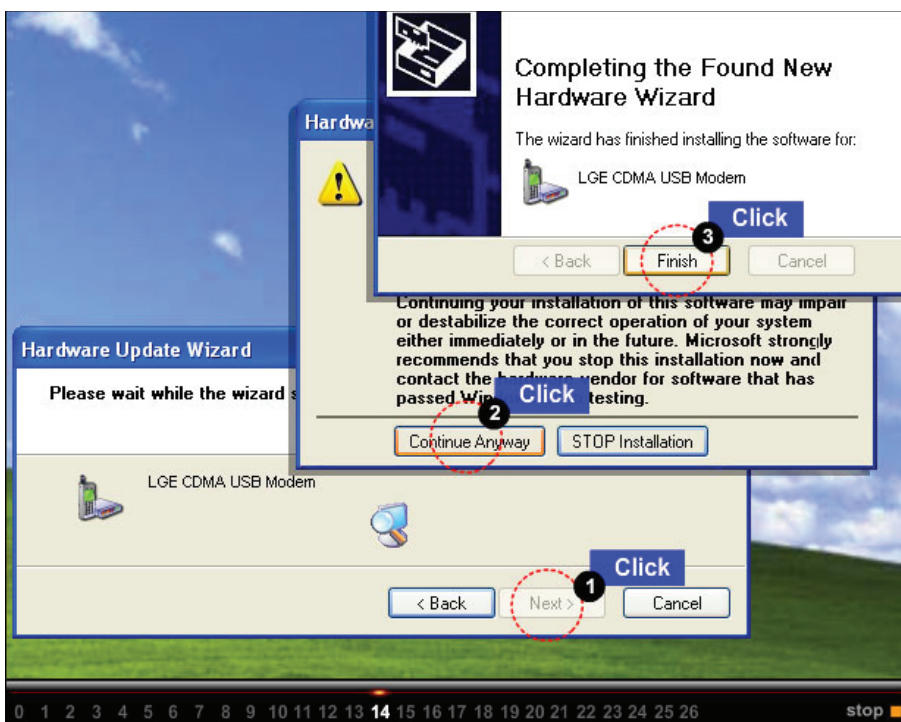 Completing the Found New
Hardware Wizard
The wizard has finished installing the software for:
LGE CDMA USB Modem
Click
3
< Back
Finish
Cancel
Continuing your installation of this software may impair
or destabilize the correct operation of your system
either immediately or in the future. Microsoft strongly
recommends that you stop this installation now and
contact the hardware vendor for software that has
passed testing.
Click
2
Continue Anyway
STOP Installation
Hardware Update Wizard
Please wait while the wizard
LGE CDMA USB Modem
Click
1
< Back
Next >
Cancel
0 1 2 3 4 5 6 7 8 9 10 11 12 13 14 15 16 17 18 19 20 21 22 23 24 25 26
stop